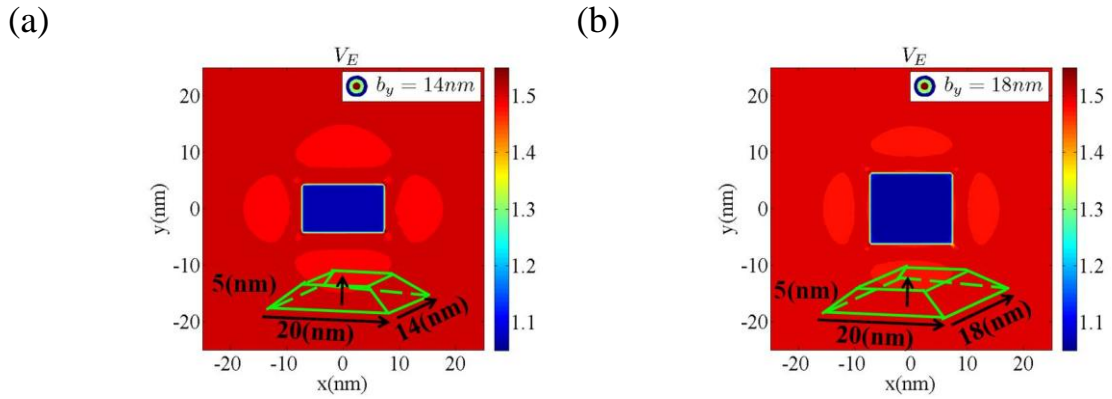 (a)
(b)
V_E
b_y = 14nm
20
10
0
-10
-20
y(nm)
-20 -10 0 10 20
x(nm)
1.5
1.4
1.3
1.2
1.1
5(nm)
20(nm)
14(nm)
V_E
b_y = 18nm
20
10
0
-10
-20
y(nm)
-20 -10 0 10 20
x(nm)
1.5
1.4
1.3
1.2
1.1
5(nm)
20(nm)
18(nm)